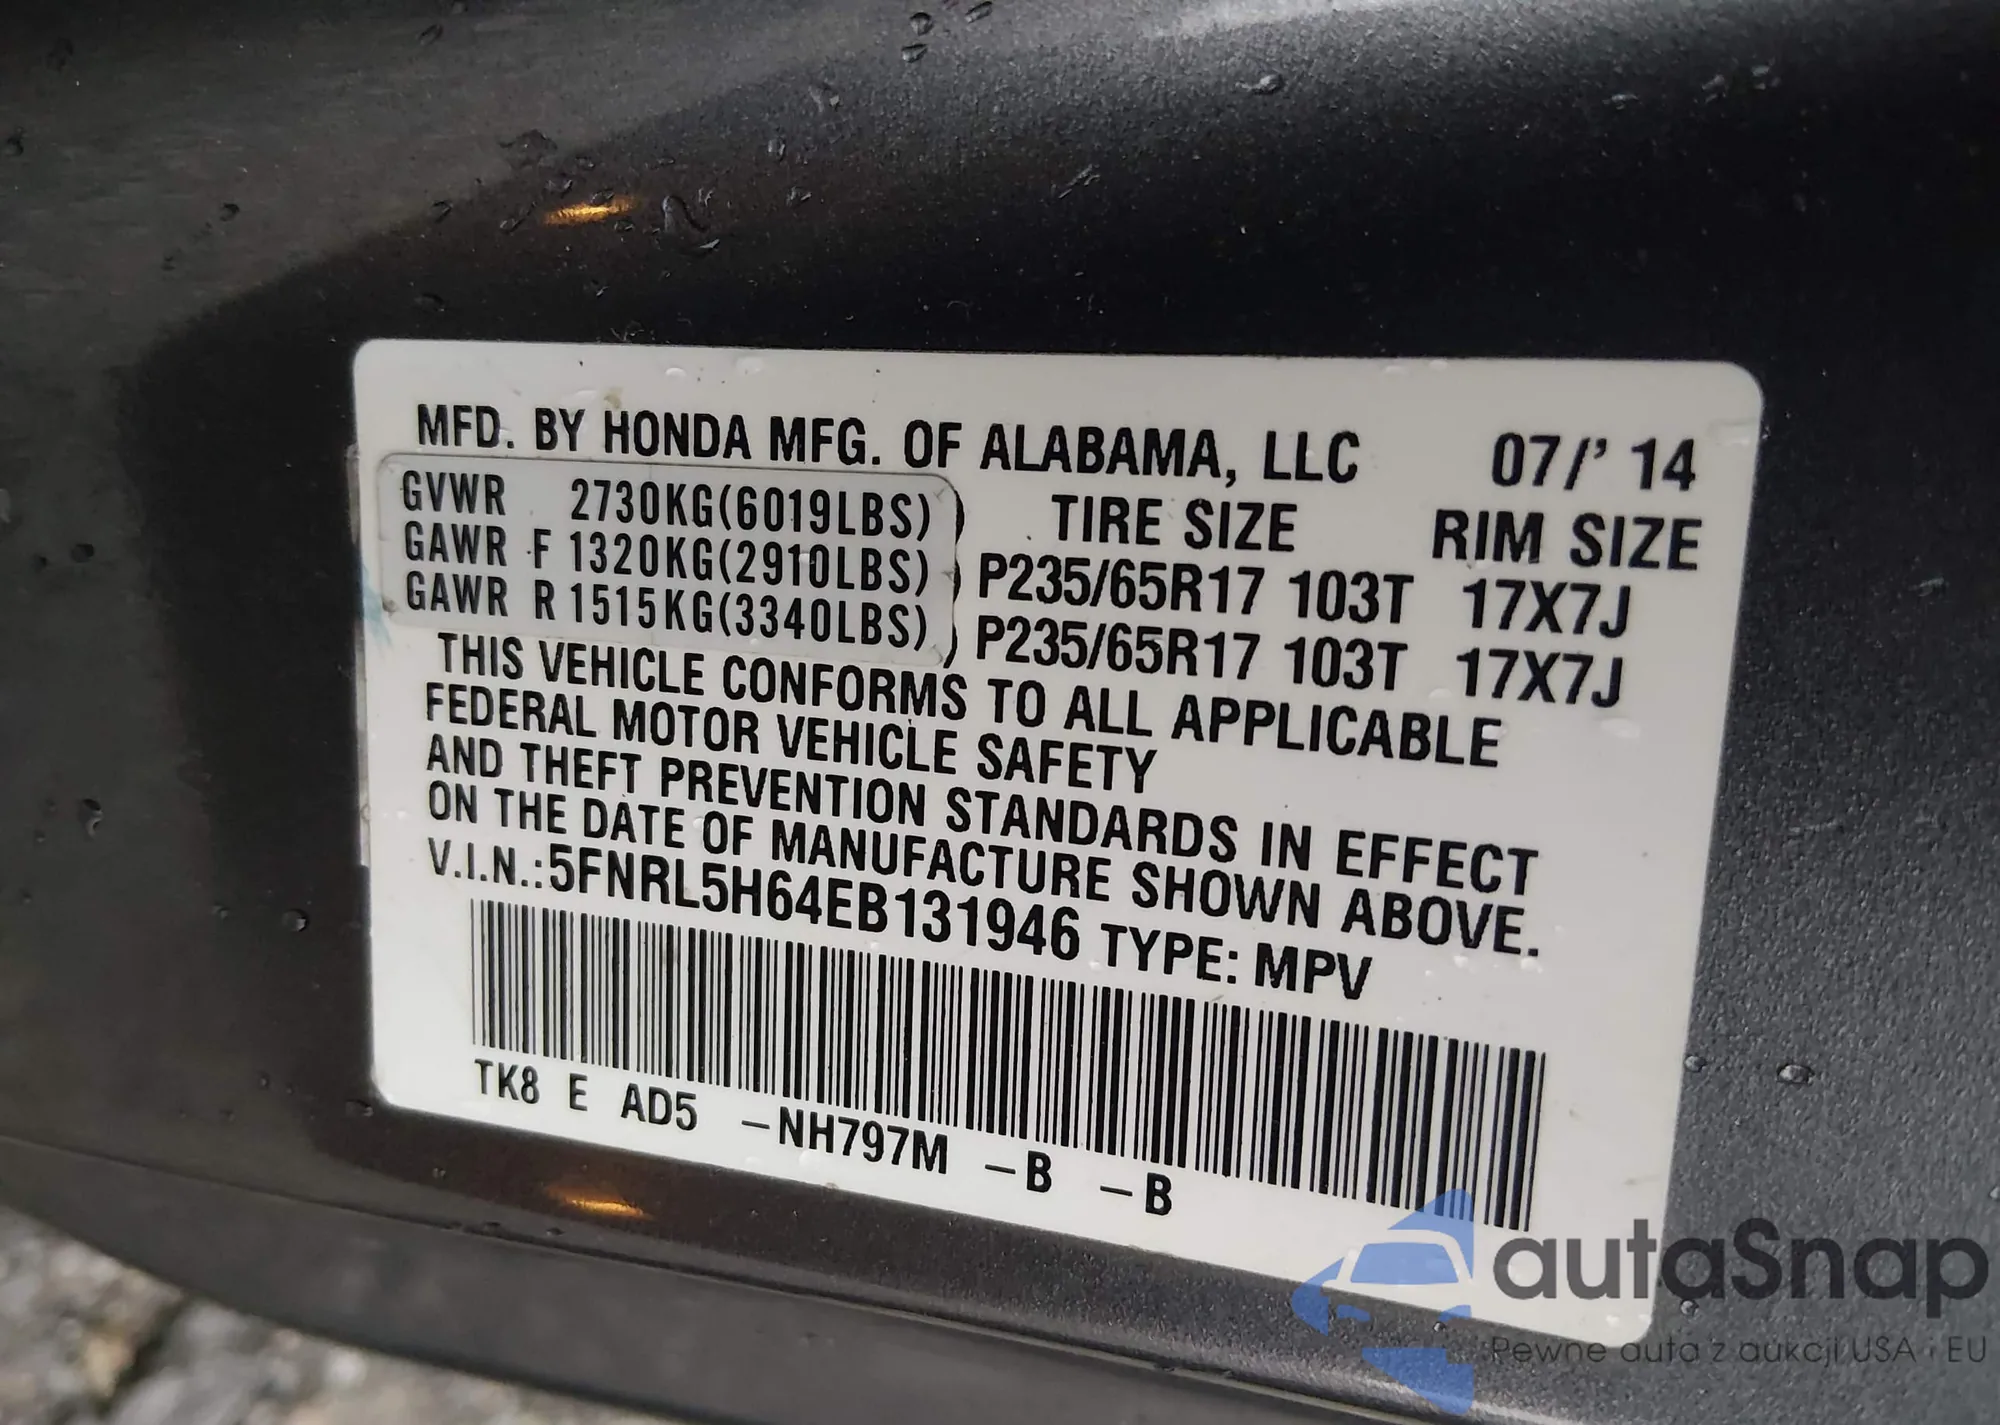 MFD. BY HONDA MFG. OF ALABAMA, LLC 07/' 14
GVWR 2730KG(6019LBS) TIRE SIZE RIM SIZE
GAWR F 1320KG(2910LBS) P235/65R17 103T 17X7J
GAWR R 1515KG(3340LBS) P235/65R17 103T 17X7J
THIS VEHICLE CONFORMS TO ALL APPLICABLE
FEDERAL MOTOR VEHICLE SAFETY
AND THEFT PREVENTION STANDARDS IN EFFECT
ON THE DATE OF MANUFACTURE SHOWN ABOVE.
V.I.N.:5FNRL5H64EB131946 TYPE: MPV
TK8 E AD5 -NH797M -B -B
autaSnap
Pewne auta z aukcji USA i EU